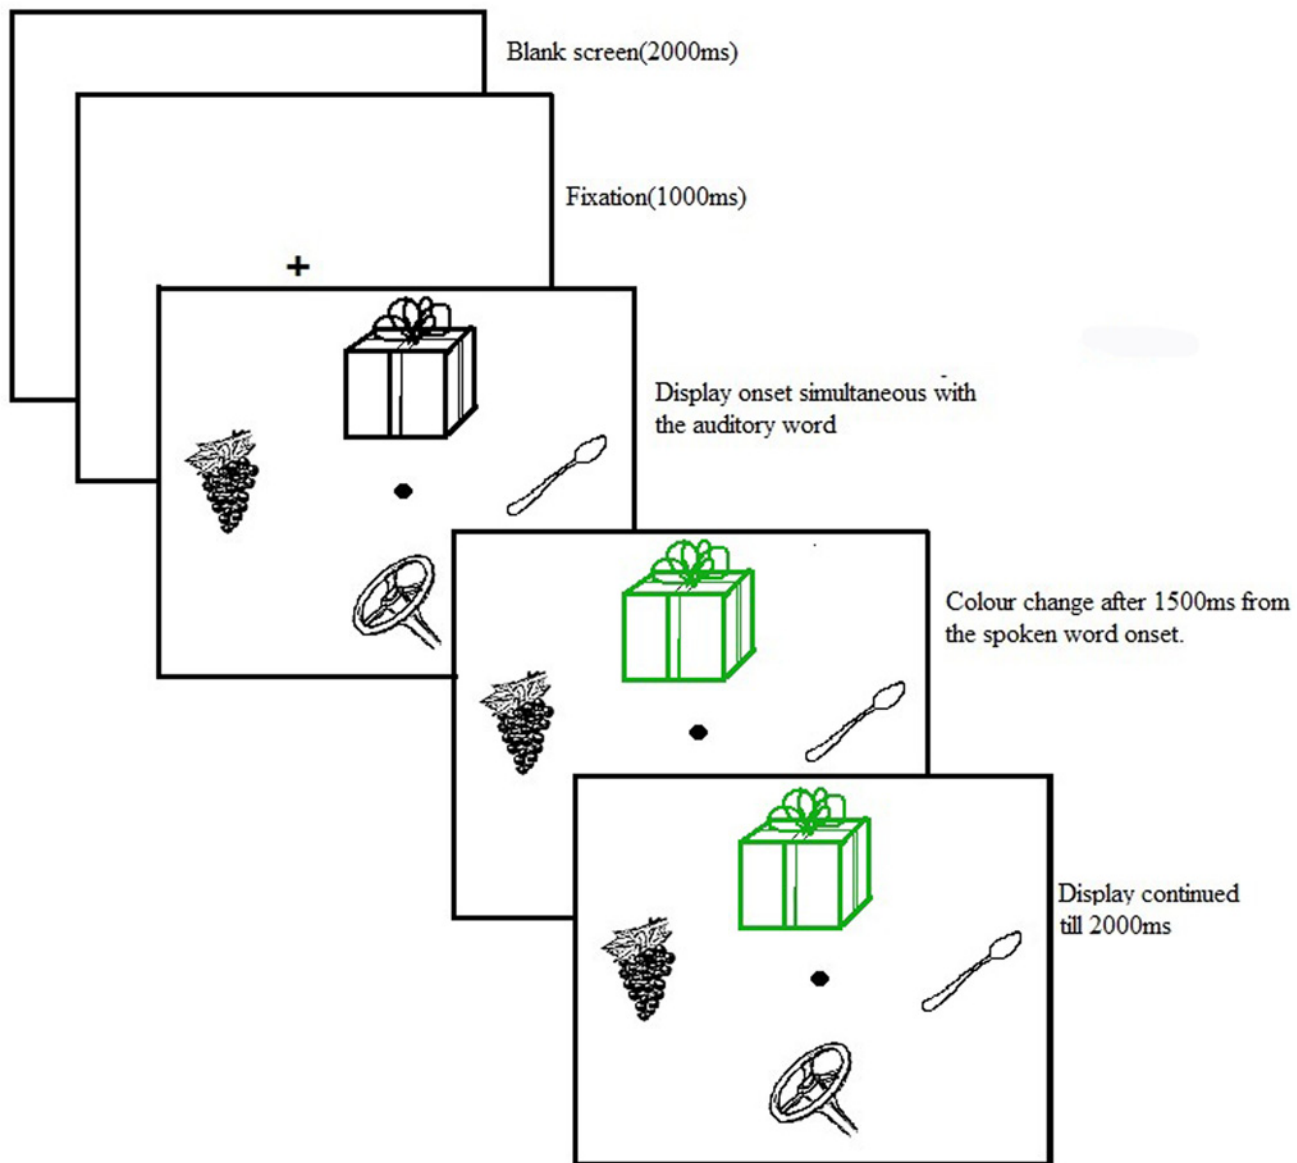 Blank screen(2000ms)
Fixation(1000ms)
Display onset simultaneous with
the auditory word
Colour change after 1500ms from
the spoken word onset.
Display continued
till 2000ms